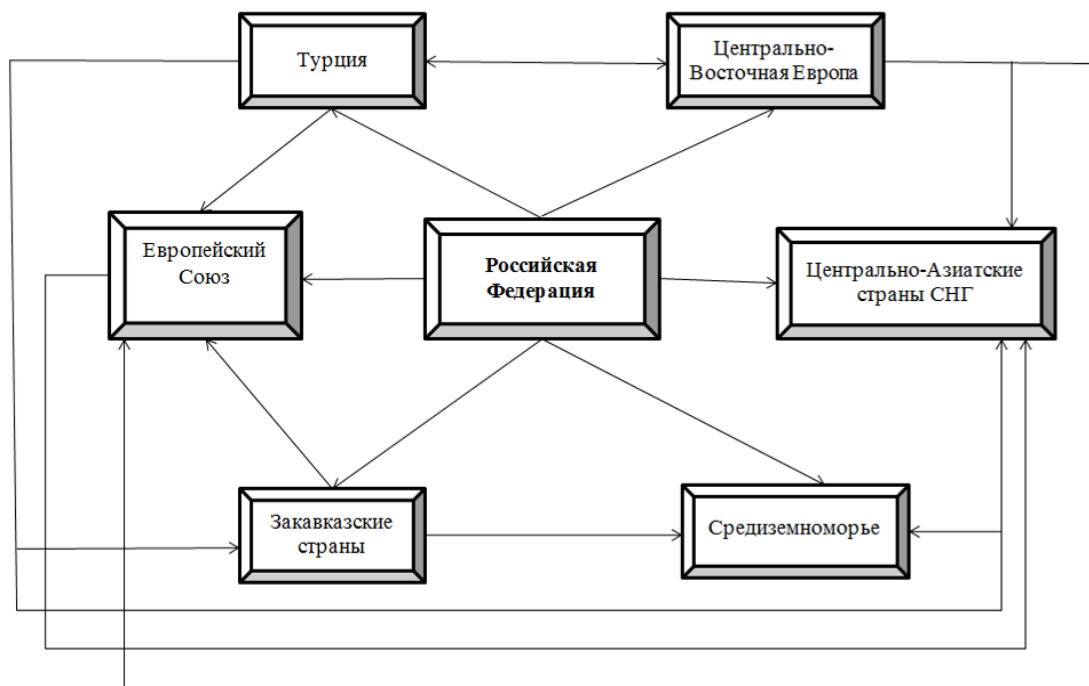 Турция
Центрально-
Восточная Европа
Европейский
Союз
Российская
Федерация
Центрально-Азиатские
страны СНГ
Закавказские
страны
Средиземноморье